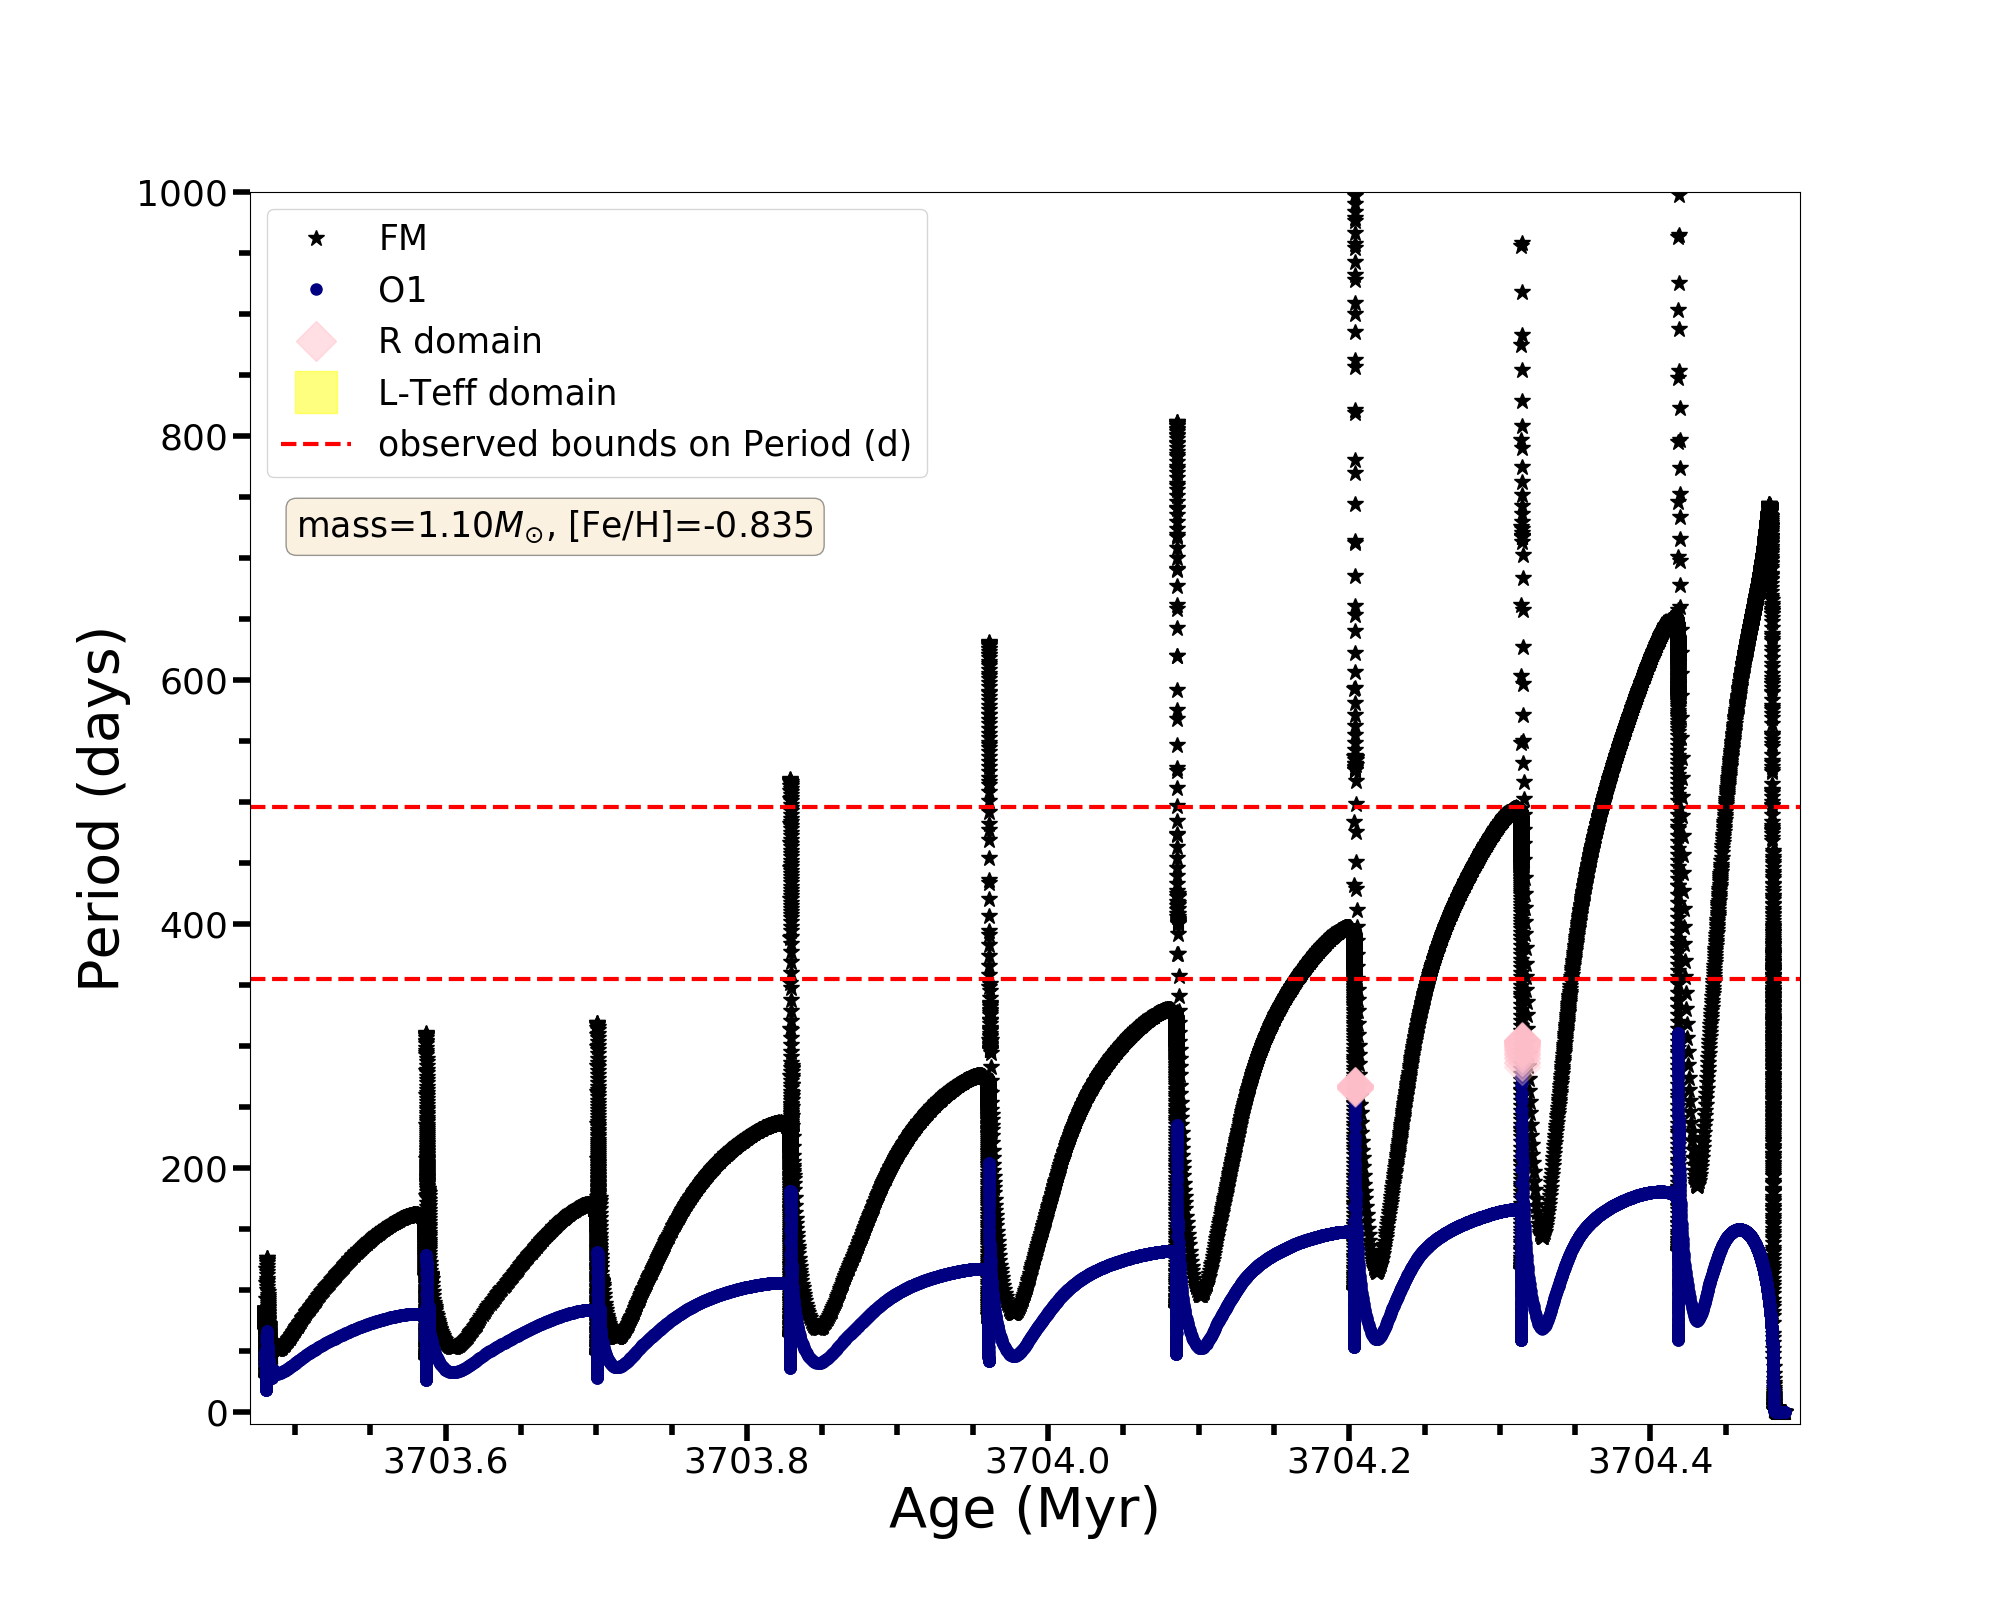 1000
800
600
400
200
0
Period (days)
FM
O1
R domain
L-Teff domain
observed bounds on Period (d)
mass=1.10M⊙, [Fe/H]=-0.835
3703.6 3703.8 3704.0 3704.2 3704.4
Age (Myr)